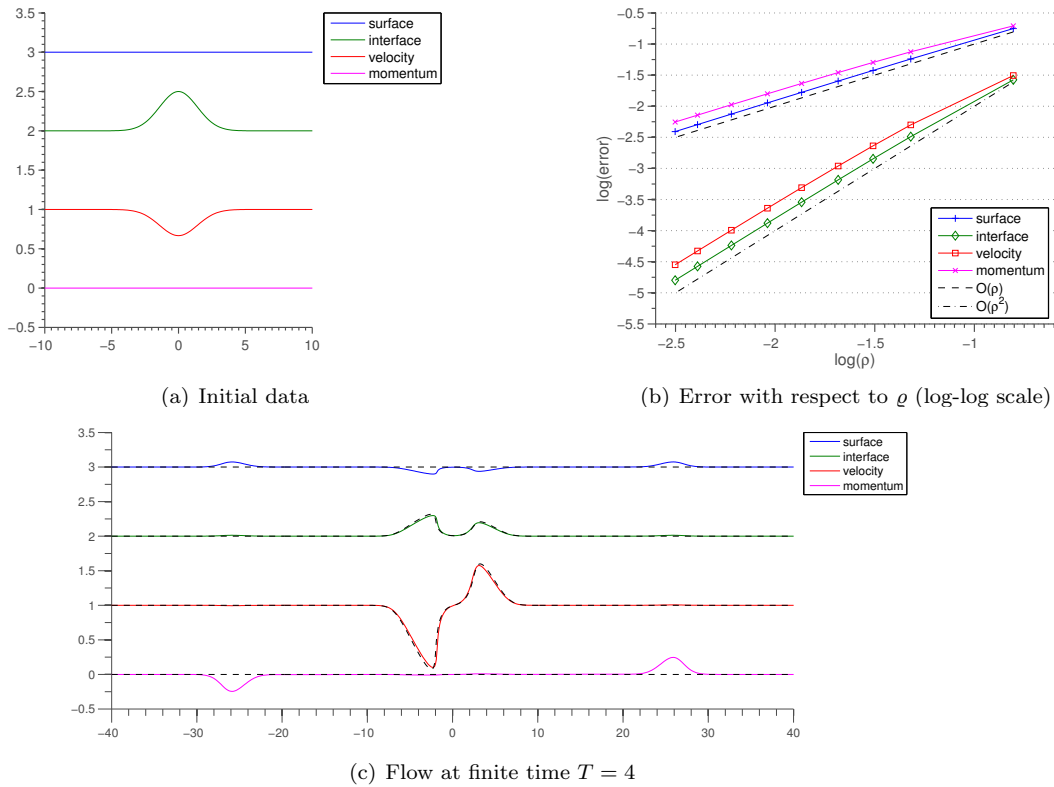 3.5
3
2.5
2
1.5
1
0.5
0
−0.5
−10
−5
0
5
10
surface
interface
velocity
momentum
(a) Initial data
−0.5
−1
−1.5
−2
−2.5
−3
−3.5
−4
−4.5
−5
−5.5
log(error)
−2.5
−2
−1.5
−1
log(ρ)
surface
interface
velocity
momentum
O(ρ)
O(ρ²)
(b) Error with respect to ϱ (log-log scale)
3.5
3
2.5
2
1.5
1
0.5
0
−0.5
−40
−30
−20
−10
0
10
20
30
40
surface
interface
velocity
momentum
(c) Flow at finite time T = 4